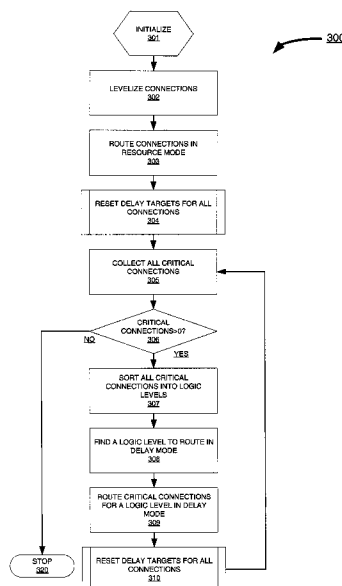 INITIALIZE
301
300
LEVELIZE CONNECTIONS
302
ROUTE CONNECTIONS IN
RESOURCE MODE
303
RESET DELAY TARGETS FOR ALL
CONNECTIONS
304
COLLECT ALL CRITICAL
CONNECTIONS
305
CRITICAL
CONNECTIONS>0?
306
NO
YES
SORT ALL CRITICAL
CONNECTIONS INTO LOGIC
LEVELS
307
FIND A LOGIC LEVEL TO ROUTE IN
DELAY MODE
308
ROUTE CRITICAL CONNECTIONS
FOR A LOGIC LEVEL IN DELAY
MODE
309
STOP
320
RESET DELAY TARGETS FOR ALL
CONNECTIONS
310